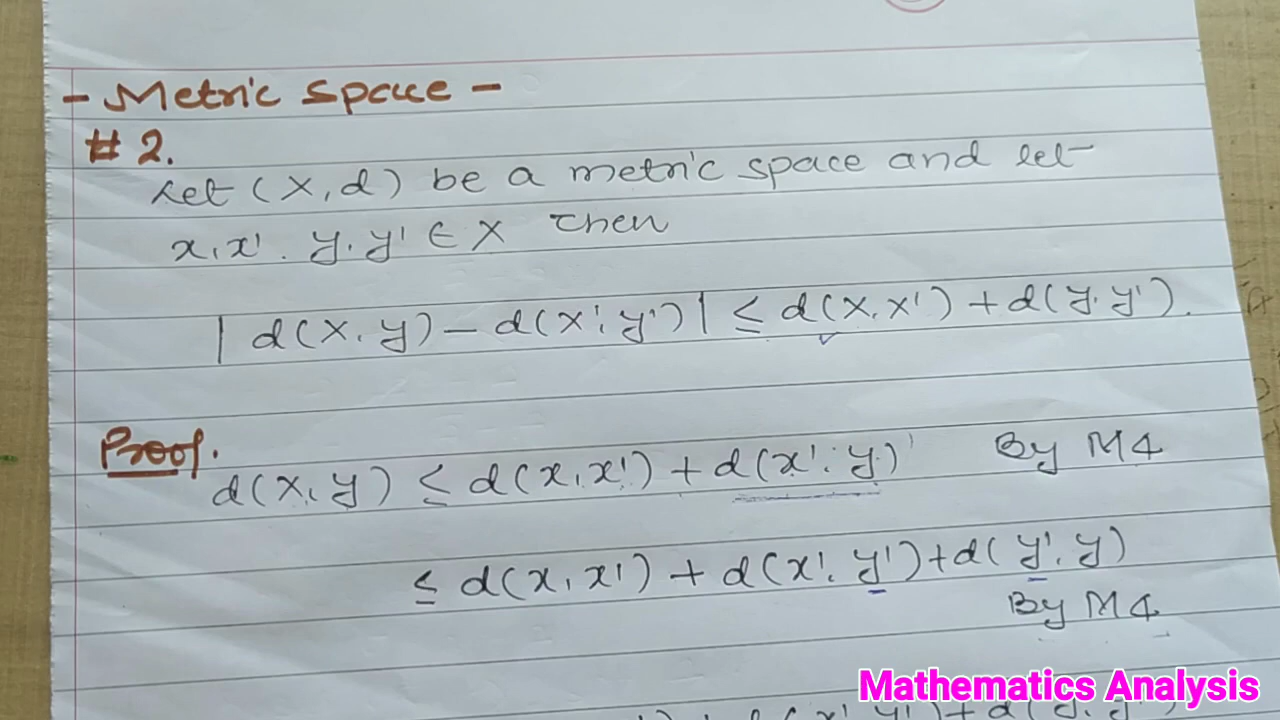 - Metric space -
# 2.
Let (X, d) be a metric space and let
x, x'. y. y' ∈ X then
| d(x, y) - d(x', y') | ≤ d(x, x') + d(y, y').
Proof.
d(x, y) ≤ d(x, x') + d(x', y) By M4
≤ d(x, x') + d(x', y') + d(y', y)
By M4
Mathematics Analysis